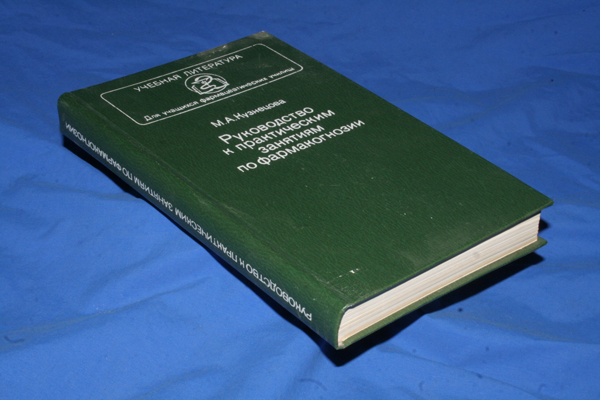 УЧЕБНАЯ ЛИТЕРАТУРА
Для учащихся фармацевтических училищ
М.А.Кузнецова
Руководство
к практическим
занятиям
по фармакогнозии
Руководство к практическим занятиям по фармакогнозии